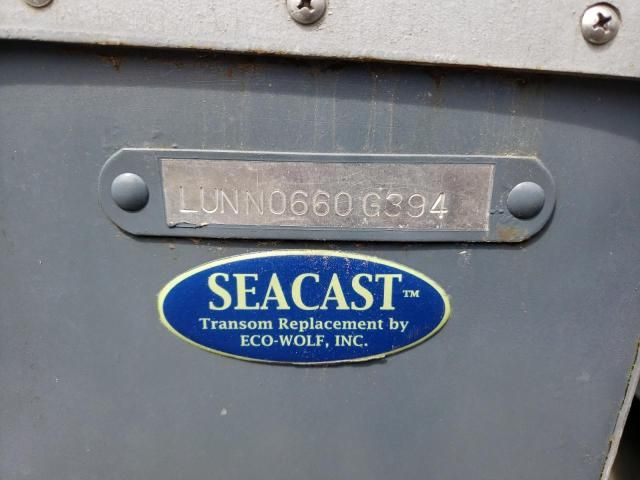 LUNN0660G394
SEACAST™
Transom Replacement by
ECO-WOLF, INC.